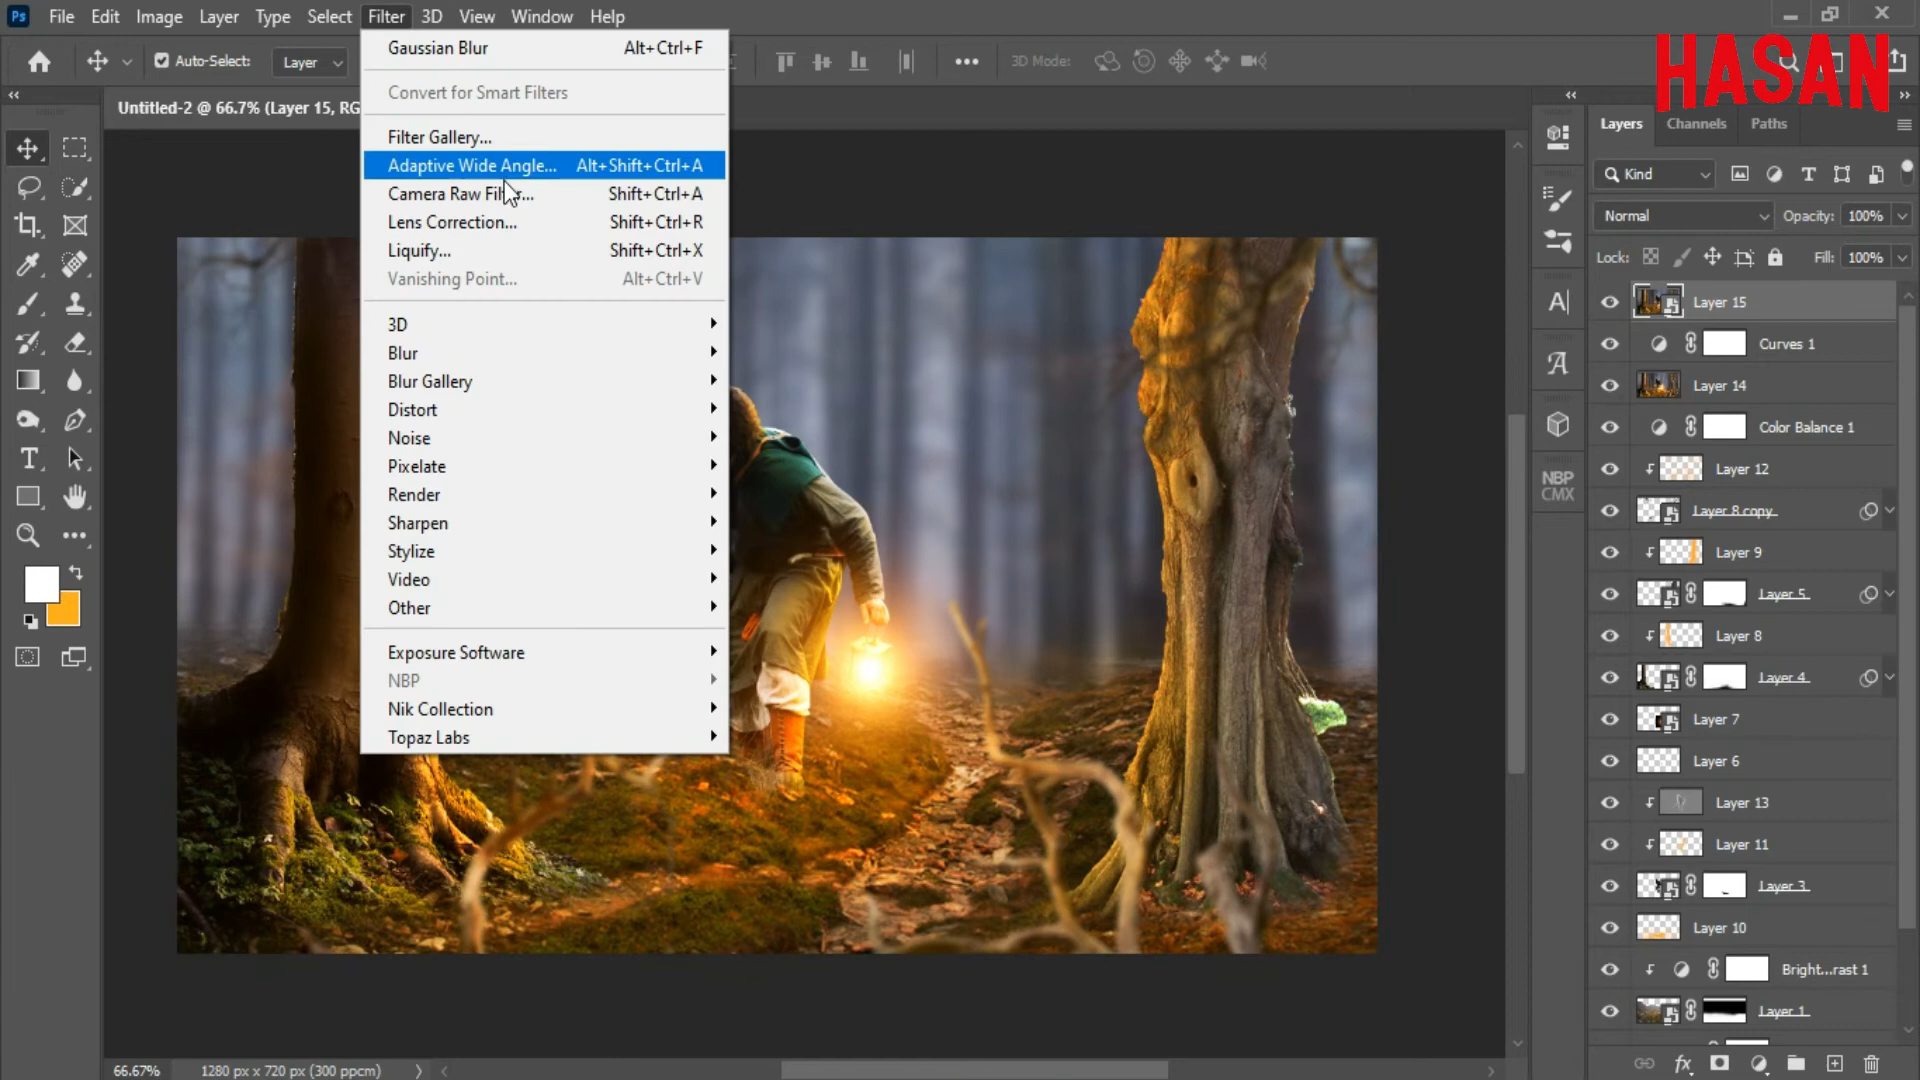 Ps File Edit Image Layer Type Select Filter 3D View Window Help
Auto-Select: Layer 3D Mode:
HASAN
Untitled-2 @ 66.7% (Layer 15, RG
Gaussian Blur Alt+Ctrl+F
Convert for Smart Filters
Filter Gallery...
Adaptive Wide Angle... Alt+Shift+Ctrl+A
Camera Raw Filter... Shift+Ctrl+A
Lens Correction... Shift+Ctrl+R
Liquify... Shift+Ctrl+X
Vanishing Point... Alt+Ctrl+V
3D
Blur
Blur Gallery
Distort
Noise
Pixelate
Render
Sharpen
Stylize
Video
Other
Exposure Software
NBP
Nik Collection
Topaz Labs
NBP
CMX
Layers Channels Paths
Kind
Normal Opacity: 100%
Lock: Fill: 100%
Layer 15
Curves 1
Layer 14
Color Balance 1
Layer 12
Layer 8 copy
Layer 9
Layer 5
Layer 8
Layer 4
Layer 7
Layer 6
Layer 13
Layer 11
Layer 3
Layer 10
Bright...rast 1
Layer 1
fx
66.67% 1280 px x 720 px (300 ppcm)